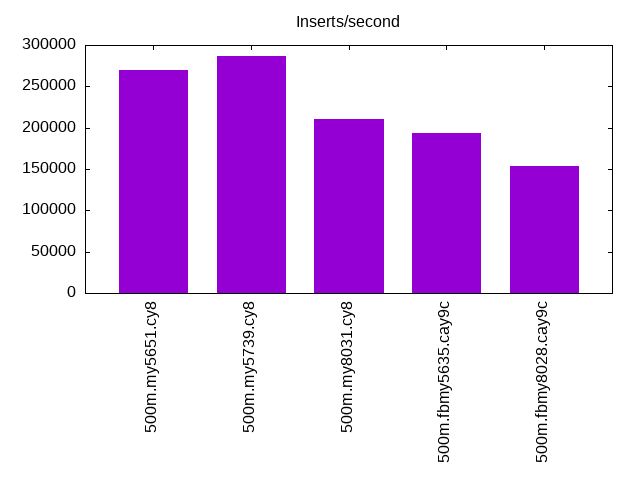 Inserts/second
300000
250000
200000
150000
100000
50000
0
500m.my5651.cy8
500m.my5739.cy8
500m.my8031.cy8
500m.fbmy5635.cay9c
500m.fbmy8028.cay9c